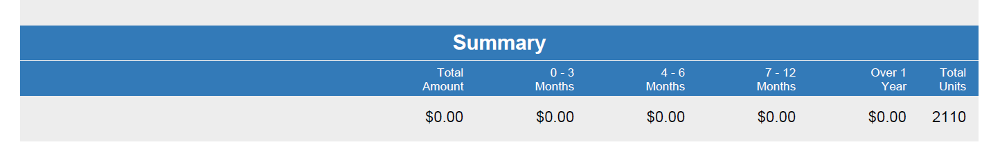 Summary
Total Amount 0 - 3 Months 4 - 6 Months 7 - 12 Months Over 1 Year Total Units
$0.00 $0.00 $0.00 $0.00 $0.00 2110